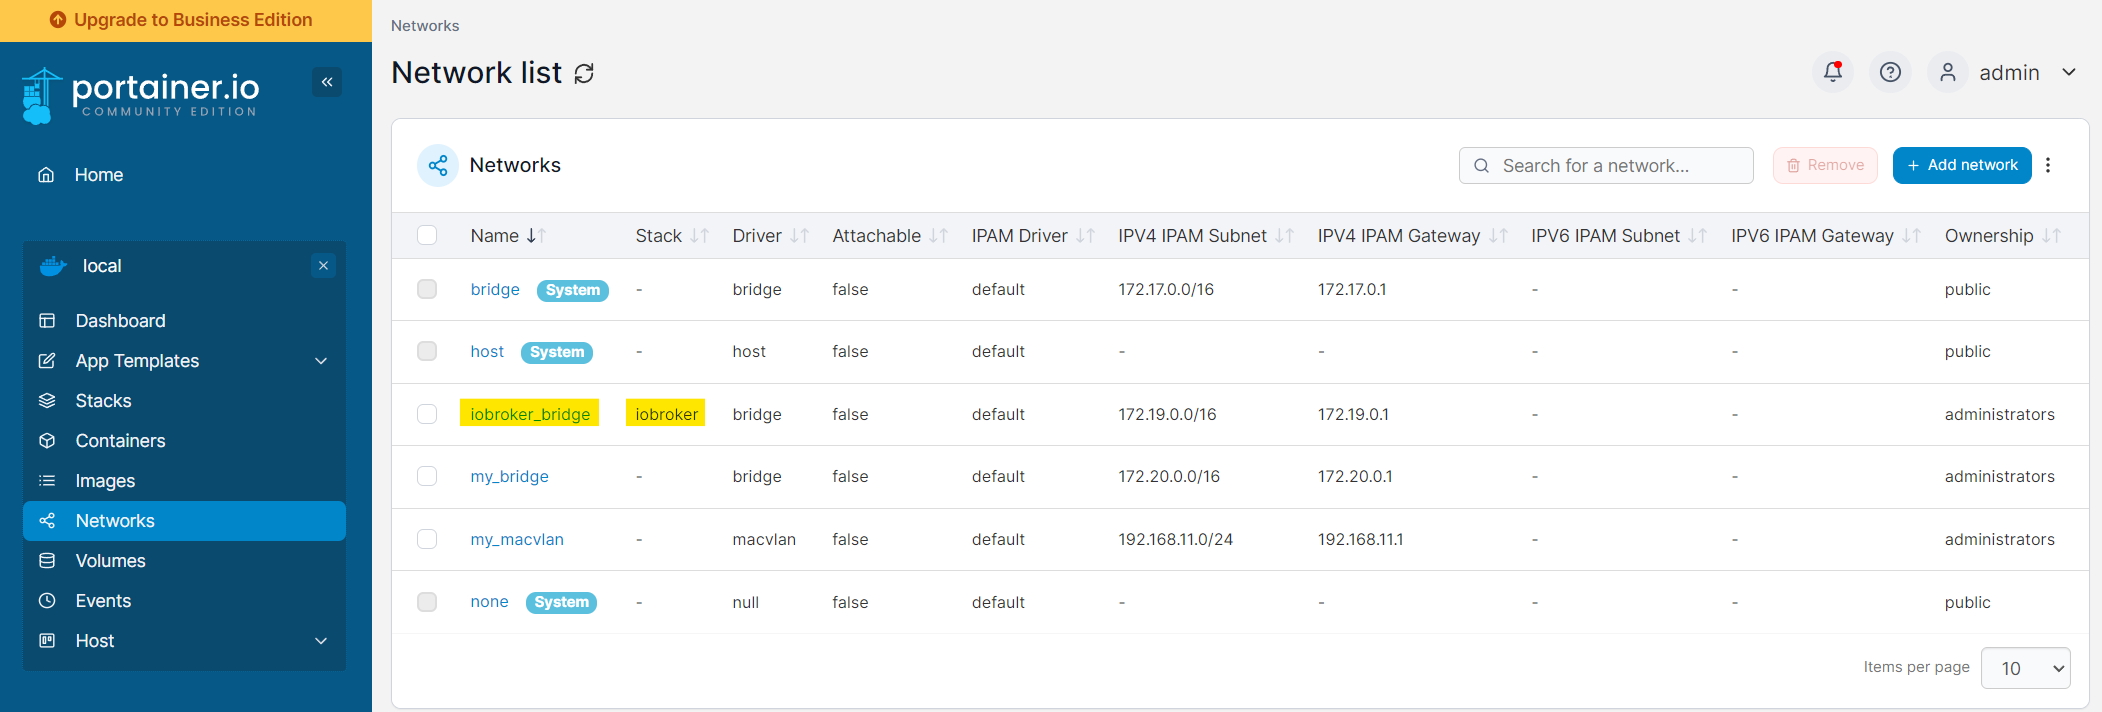 Upgrade to Business Edition
portainer.io
COMMUNITY EDITION
Home
local
Dashboard
App Templates
Stacks
Containers
Images
Networks
Volumes
Events
Host
Networks
Network list
admin
Networks
Search for a network...
Remove
+ Add network
Name Stack Driver Attachable IPAM Driver IPV4 IPAM Subnet IPV4 IPAM Gateway IPV6 IPAM Subnet IPV6 IPAM Gateway Ownership
bridge System - bridge false default 172.17.0.0/16 172.17.0.1 - - public
host System - host false default - - - - public
iobroker_bridge iobroker bridge false default 172.19.0.0/16 172.19.0.1 - - administrators
my_bridge - bridge false default 172.20.0.0/16 172.20.0.1 - - administrators
my_macvlan - macvlan false default 192.168.11.0/24 192.168.11.1 - - administrators
none System - null false default - - - - public
Items per page 10